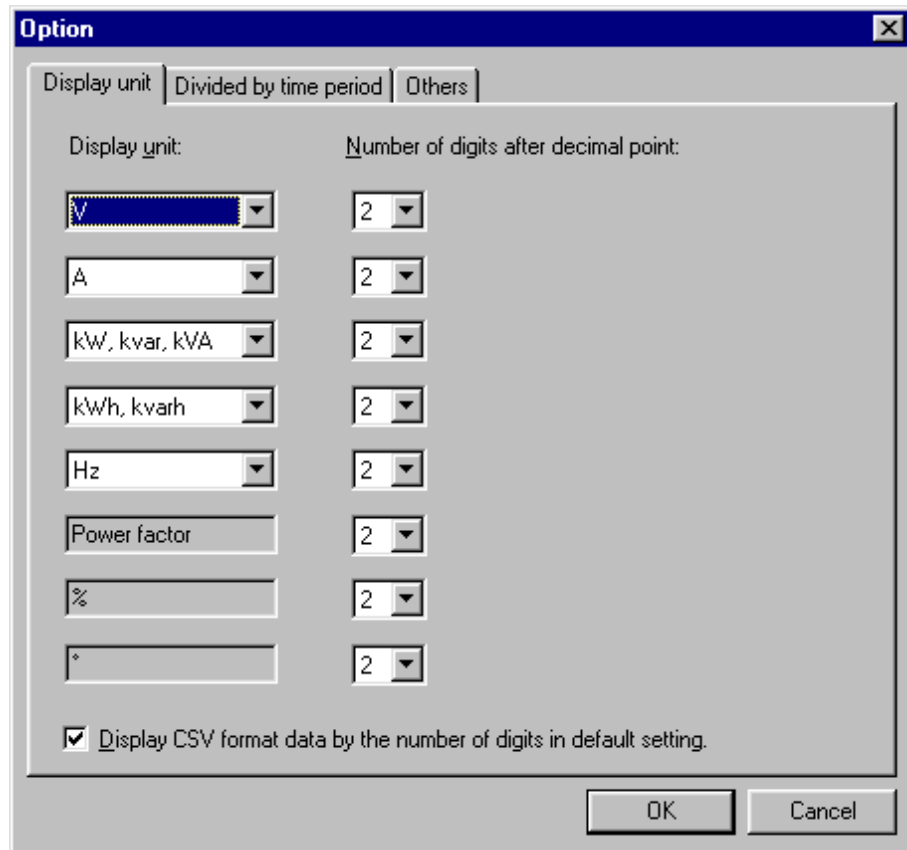 Option
Display unit Divided by time period Others
Display unit: Number of digits after decimal point:
V 2
A 2
kW, kvar, kVA 2
kWh, kvarh 2
Hz 2
Power factor 2
% 2
° 2
Display CSV format data by the number of digits in default setting.
OK Cancel